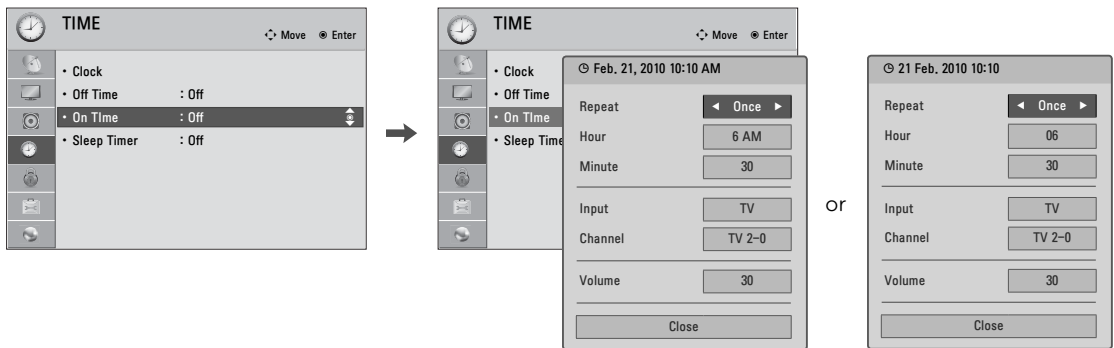 TIME
Move Enter
• Clock
• Off Time : Off
• On TIme : Off
• Sleep Timer : Off
TIME
Move Enter
• Clock
• Off Time
• On TIme
• Sleep Time
Feb. 21, 2010 10:10 AM
Repeat ◄ Once ►
Hour 6 AM
Minute 30
Input TV
Channel TV 2-0
Volume 30
Close
or
21 Feb. 2010 10:10
Repeat ◄ Once ►
Hour 06
Minute 30
Input TV
Channel TV 2-0
Volume 30
Close